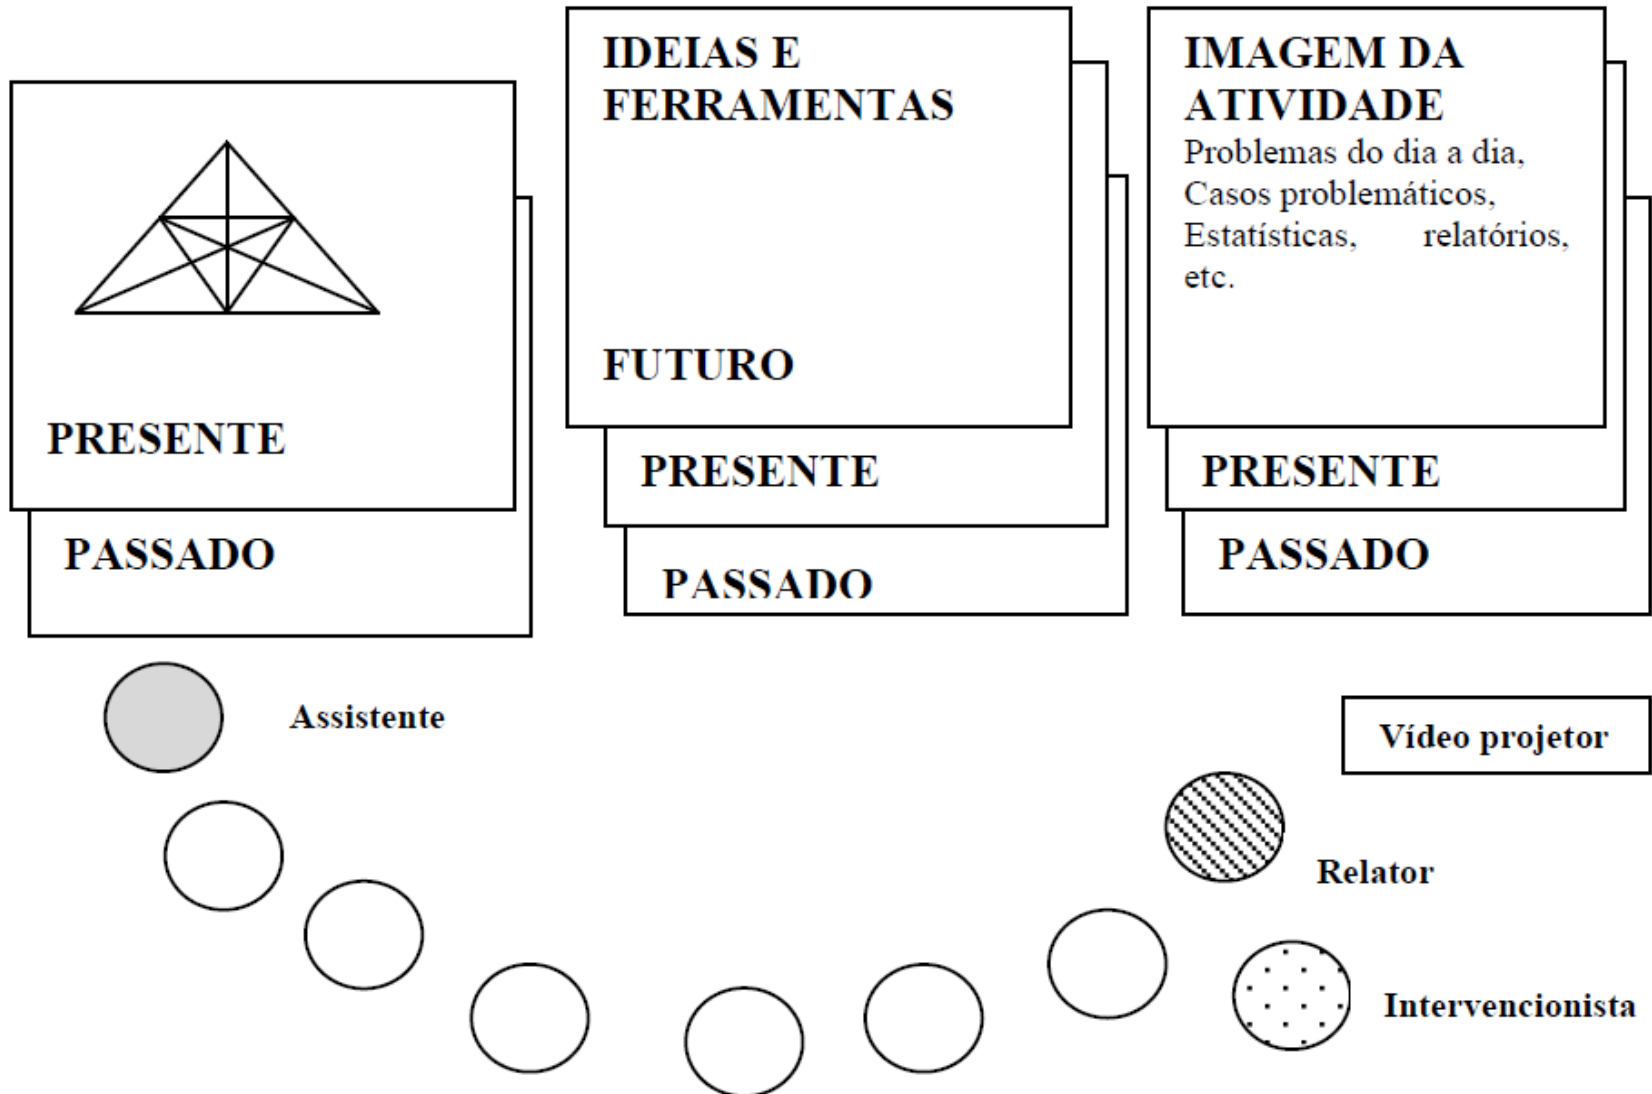 PRESENTE
PASSADO
IDEIAS E
FERRAMENTAS
FUTURO
PRESENTE
PASSADO
IMAGEM DA
ATIVIDADE
Problemas do dia a dia,
Casos problemáticos,
Estatísticas, relatórios,
etc.
PRESENTE
PASSADO
Assistente
Vídeo projetor
Relator
Intervencionista